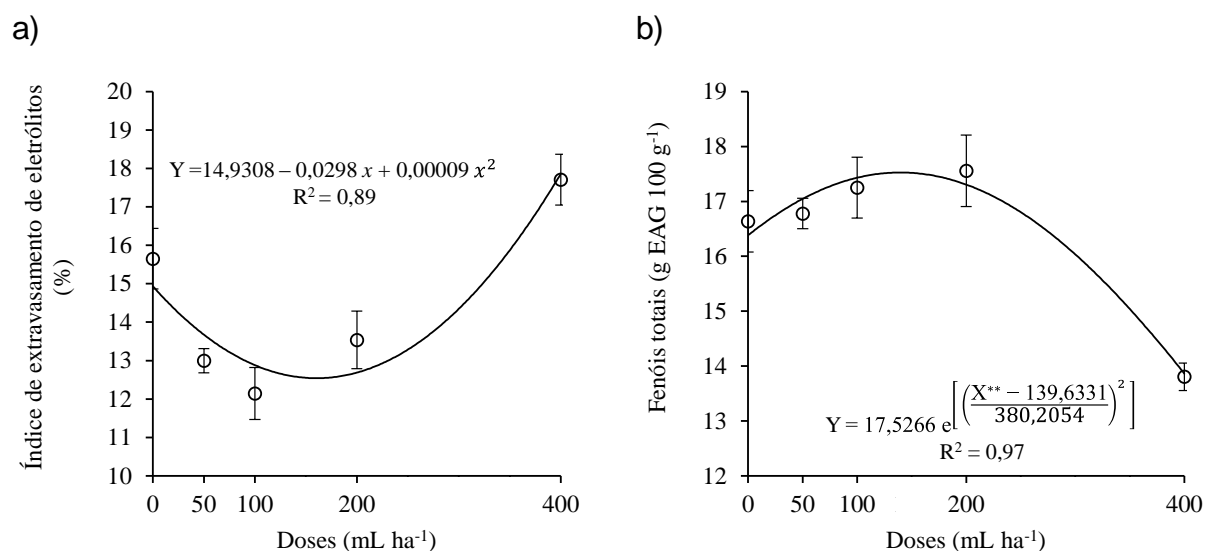 a)
Índice de extravasamento de eletrólitos
(%)
20
19
18
17
16
15
14
13
12
11
10
Y =14,9308 – 0,0298 x + 0,00009 x²
R² = 0,89
0 50 100 200 400
Doses (mL ha⁻¹)
b)
Fenóis totais (g EAG 100 g⁻¹)
19
18
17
16
15
14
13
12
Y = 17,5266 e^[((X** − 139,6331)/380,2054)²]
R² = 0,97
0 50 100 200 400
Doses (mL ha⁻¹)